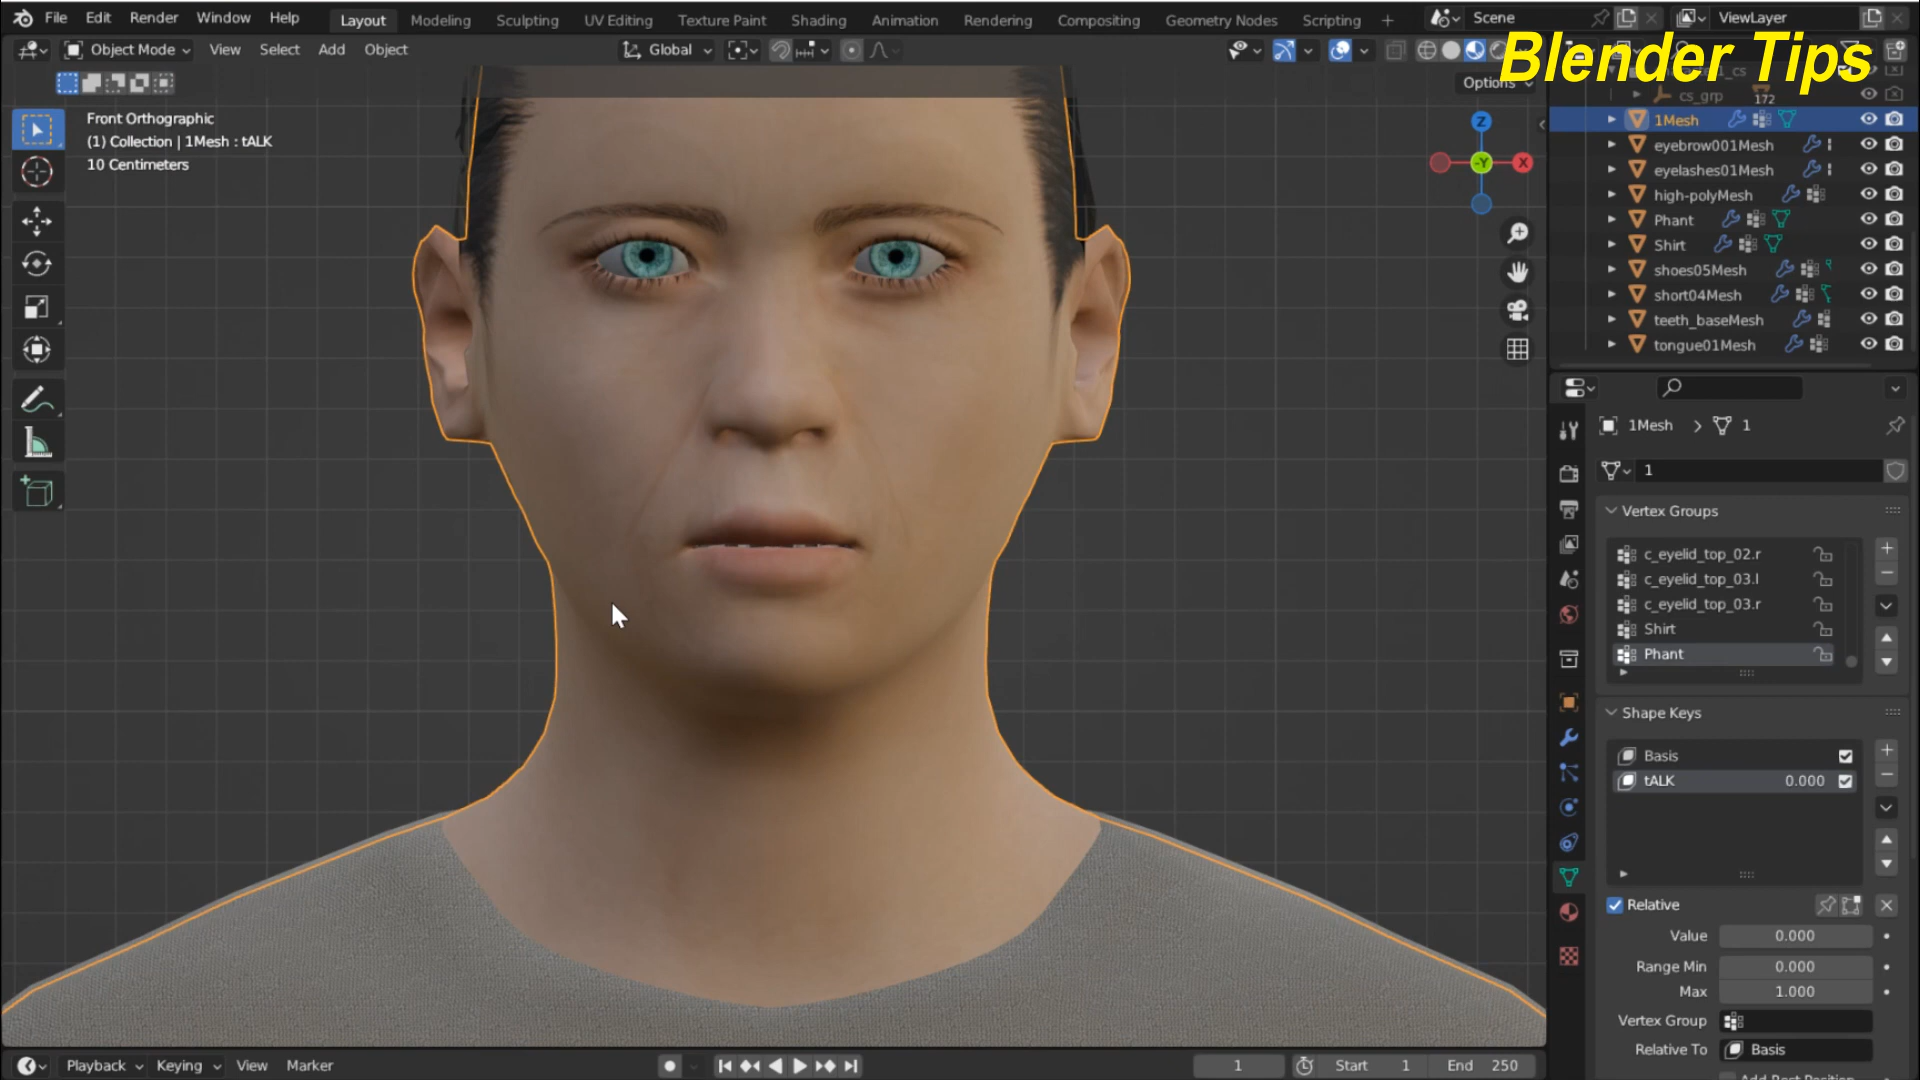 File Edit Render Window Help Layout Modeling Sculpting UV Editing Texture Paint Shading Animation Rendering Compositing Geometry Nodes Scripting + Scene ViewLayer
Object Mode View Select Add Object Global
Blender Tips
Options
Front Orthographic
(1) Collection | 1Mesh : tALK
10 Centimeters
Z
-Y
X
cs_grp
172
1Mesh
eyebrow001Mesh
eyelashes01Mesh
high-polyMesh
Phant
Shirt
shoes05Mesh
short04Mesh
teeth_baseMesh
tongue01Mesh
1Mesh > 1
1
Vertex Groups
c_eyelid_top_02.r
c_eyelid_top_03.l
c_eyelid_top_03.r
Shirt
Phant
Shape Keys
Basis
tALK 0.000
Relative
Value 0.000
Range Min 0.000
Max 1.000
Vertex Group
Relative To Basis
Playback Keying View Marker 1 Start 1 End 250